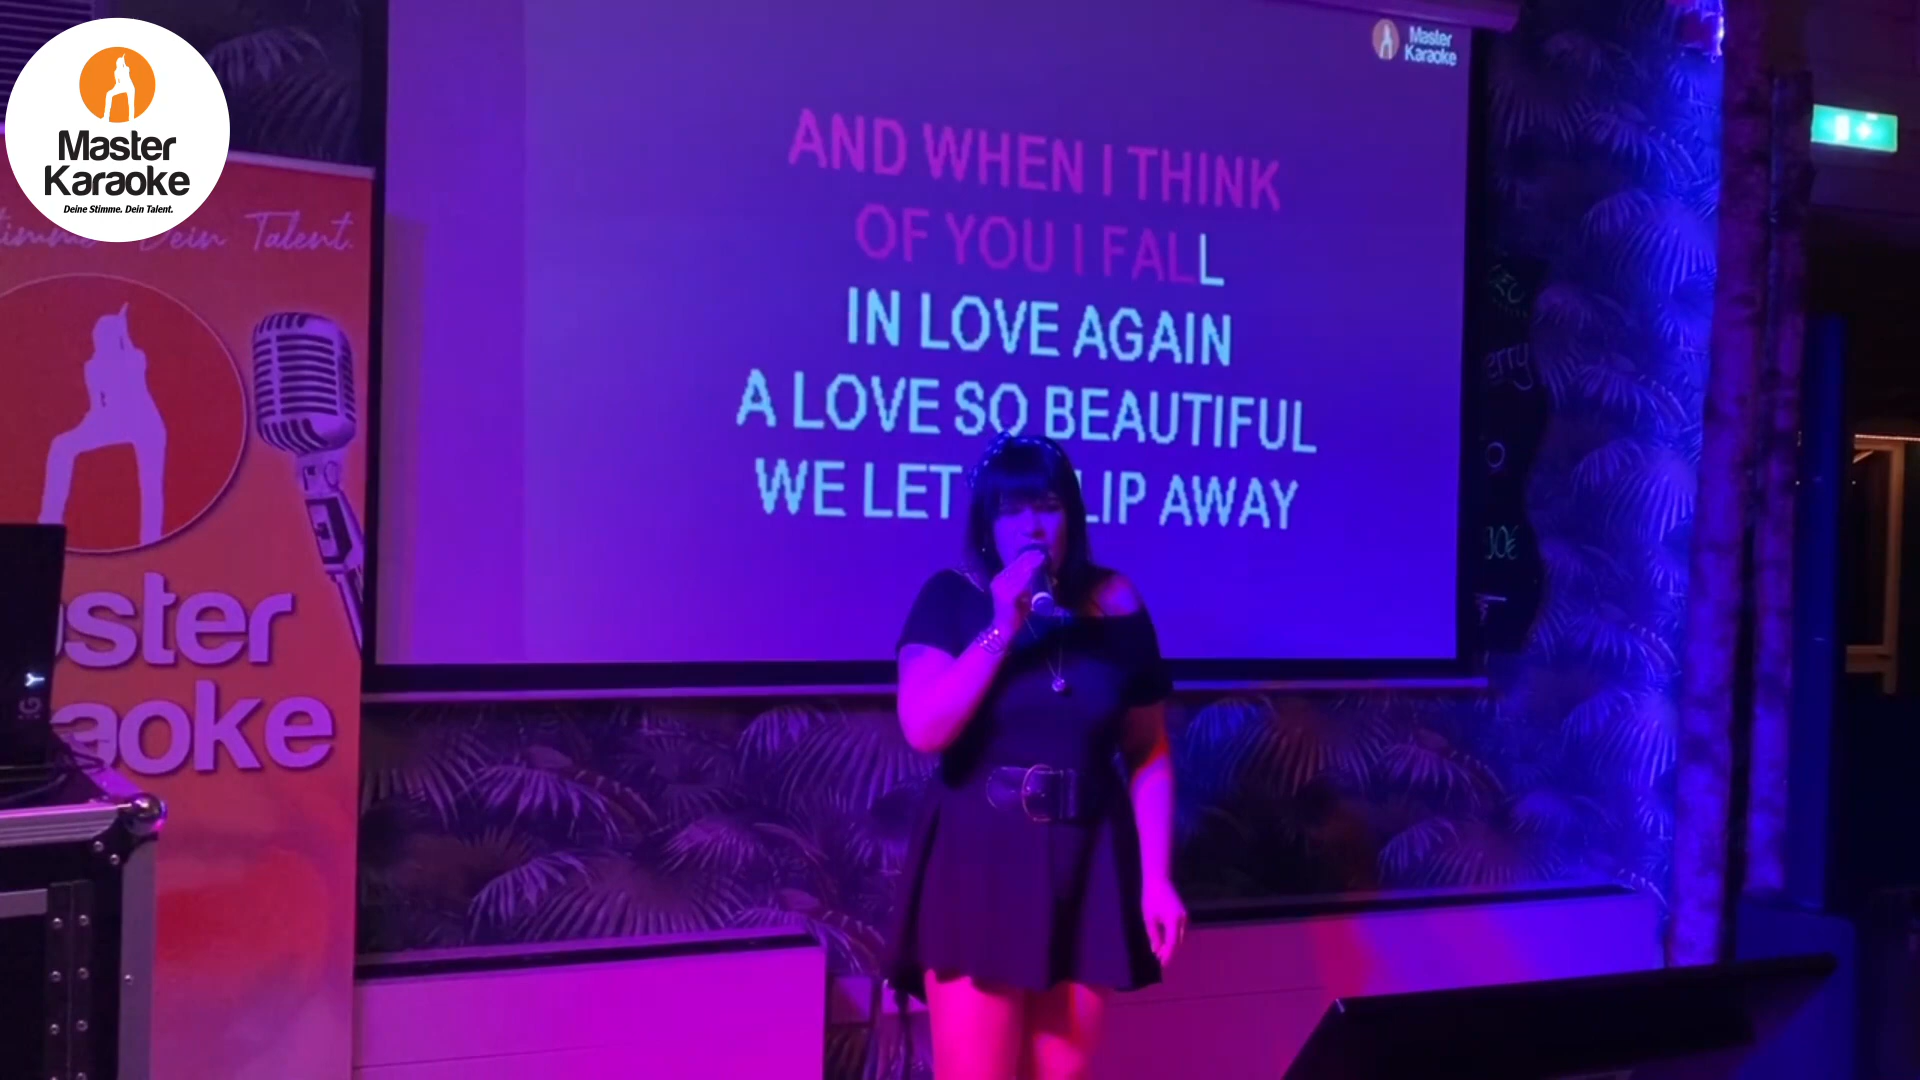 Master
Karaoke
Deine Stimme. Dein Talent.
Master
Karaoke
AND WHEN I THINK
OF YOU I FALL
IN LOVE AGAIN
A LOVE SO BEAUTIFUL
WE LET LIP AWAY
Dein Talent.
ster
aoke